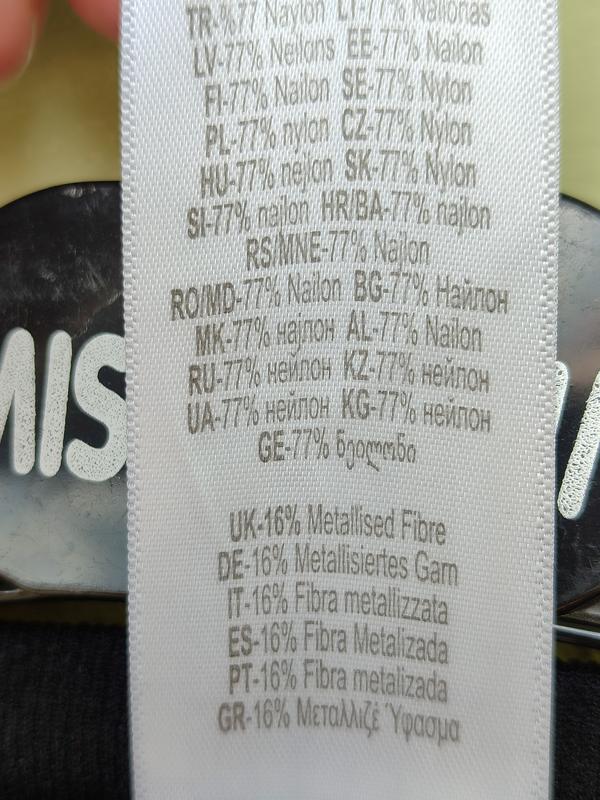 TR-%77 Naylon LT-77% Nailonas
LV-77% Neilons EE-77% Nailon
FI-77% Nailon SE-77% Nylon
PL-77% nylon CZ-77% Nylon
HU-77% nejlon SK-77% Nylon
SI-77% najlon HR/BA-77% najlon
RS/MNE-77% Najlon
RO/MD-77% Nailon BG-77% Найлон
MK-77% најлон AL-77% Nailon
RU-77% нейлон KZ-77% нейлон
UA-77% нейлон KG-77% нейлон
GE-77% ნეილონი
UK-16% Metallised Fibre
DE-16% Metallisiertes Garn
IT-16% Fibra metallizzata
ES-16% Fibra Metalizada
PT-16% Fibra metalizada
GR-16% Μεταλλιζέ Ύφασμα
MIS